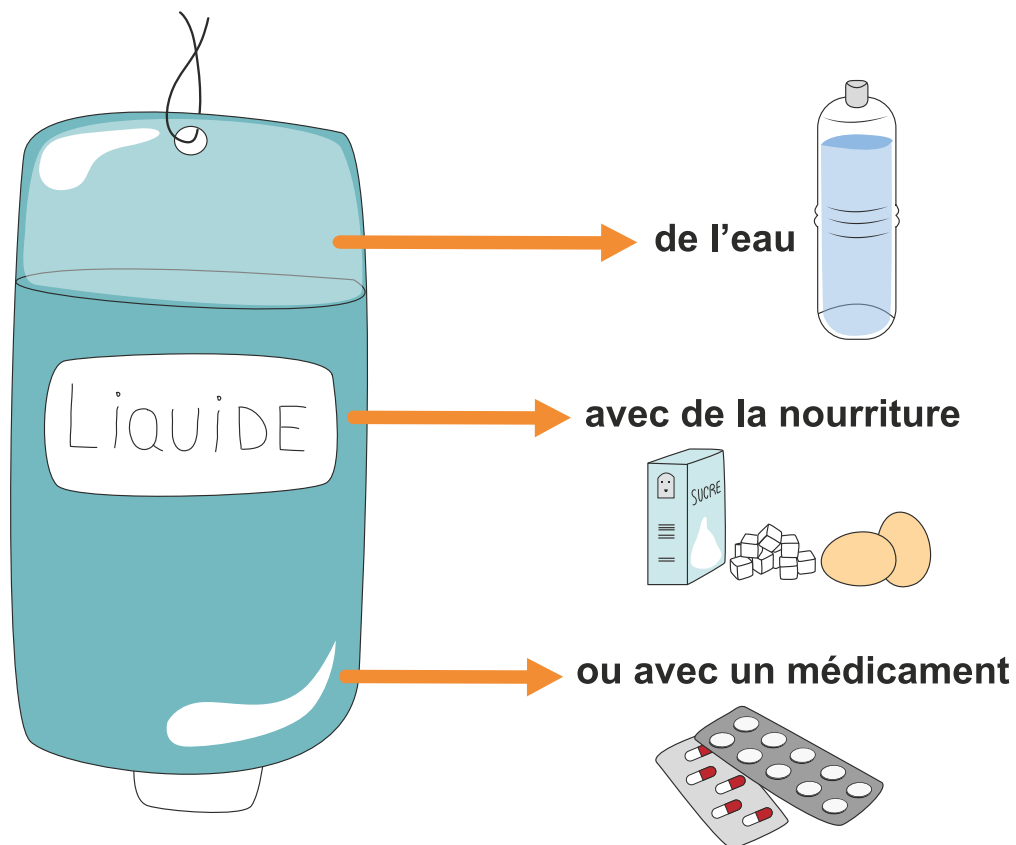 de l’eau
LiQUiDE
avec de la nourriture
SUCRE
ou avec un médicament